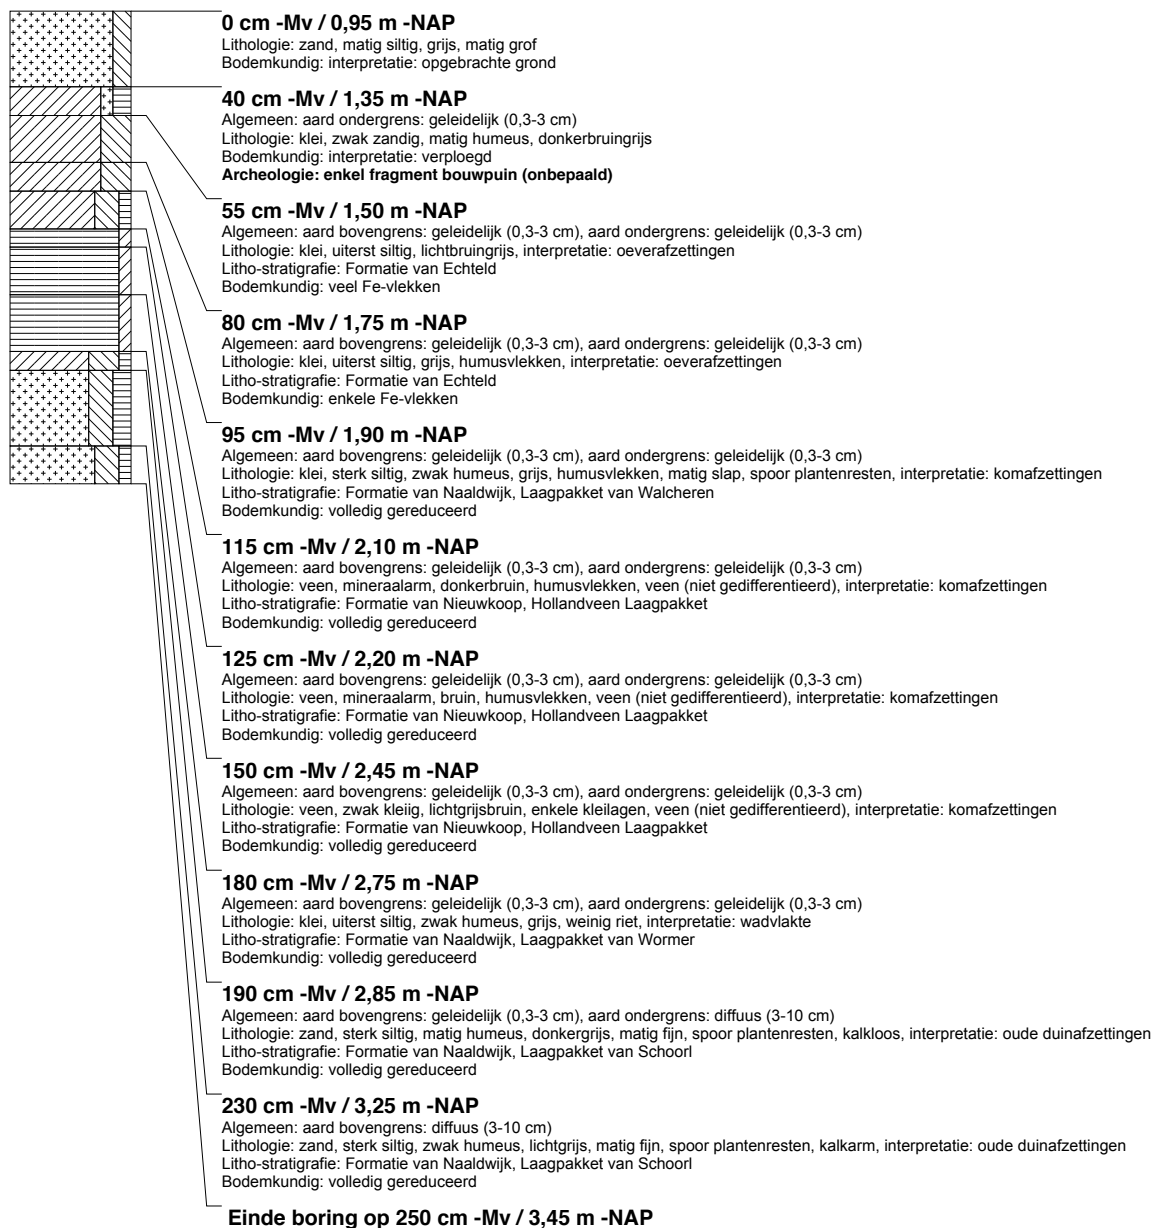 0 cm -Mv / 0,95 m -NAP
Lithologie: zand, matig siltig, grijs, matig grof
Bodemkundig: interpretatie: opgebrachte grond
40 cm -Mv / 1,35 m -NAP
Algemeen: aard ondergrens: geleidelijk (0,3-3 cm)
Lithologie: klei, zwak zandig, matig humeus, donkerbruingrijs
Bodemkundig: interpretatie: verploegd
Archeologie: enkel fragment bouwpuin (onbepaald)
55 cm -Mv / 1,50 m -NAP
Algemeen: aard bovengrens: geleidelijk (0,3-3 cm), aard ondergrens: geleidelijk (0,3-3 cm)
Lithologie: klei, uiterst siltig, lichtbruingrijs, interpretatie: oeverafzettingen
Litho-stratigrafie: Formatie van Echteld
Bodemkundig: veel Fe-vlekken
80 cm -Mv / 1,75 m -NAP
Algemeen: aard bovengrens: geleidelijk (0,3-3 cm), aard ondergrens: geleidelijk (0,3-3 cm)
Lithologie: klei, uiterst siltig, grijs, humusvlekken, interpretatie: oeverafzettingen
Litho-stratigrafie: Formatie van Echteld
Bodemkundig: enkele Fe-vlekken
95 cm -Mv / 1,90 m -NAP
Algemeen: aard bovengrens: geleidelijk (0,3-3 cm), aard ondergrens: geleidelijk (0,3-3 cm)
Lithologie: klei, sterk siltig, zwak humeus, grijs, humusvlekken, matig slap, spoor plantenresten, interpretatie: komafzettingen
Litho-stratigrafie: Formatie van Naaldwijk, Laagpakket van Walcheren
Bodemkundig: volledig gereduceerd
115 cm -Mv / 2,10 m -NAP
Algemeen: aard bovengrens: geleidelijk (0,3-3 cm), aard ondergrens: geleidelijk (0,3-3 cm)
Lithologie: veen, mineraalarm, donkerbruin, humusvlekken, veen (niet gedifferentieerd), interpretatie: komafzettingen
Litho-stratigrafie: Formatie van Nieuwkoop, Hollandveen Laagpakket
Bodemkundig: volledig gereduceerd
125 cm -Mv / 2,20 m -NAP
Algemeen: aard bovengrens: geleidelijk (0,3-3 cm), aard ondergrens: geleidelijk (0,3-3 cm)
Lithologie: veen, mineraalarm, bruin, humusvlekken, veen (niet gedifferentieerd), interpretatie: komafzettingen
Litho-stratigrafie: Formatie van Nieuwkoop, Hollandveen Laagpakket
Bodemkundig: volledig gereduceerd
150 cm -Mv / 2,45 m -NAP
Algemeen: aard bovengrens: geleidelijk (0,3-3 cm), aard ondergrens: geleidelijk (0,3-3 cm)
Lithologie: veen, zwak kleiig, lichtgrijsbruin, enkele kleilagen, veen (niet gedifferentieerd), interpretatie: komafzettingen
Litho-stratigrafie: Formatie van Nieuwkoop, Hollandveen Laagpakket
Bodemkundig: volledig gereduceerd
180 cm -Mv / 2,75 m -NAP
Algemeen: aard bovengrens: geleidelijk (0,3-3 cm), aard ondergrens: geleidelijk (0,3-3 cm)
Lithologie: klei, uiterst siltig, zwak humeus, grijs, weinig riet, interpretatie: wadvlakte
Litho-stratigrafie: Formatie van Naaldwijk, Laagpakket van Wormer
Bodemkundig: volledig gereduceerd
190 cm -Mv / 2,85 m -NAP
Algemeen: aard bovengrens: geleidelijk (0,3-3 cm), aard ondergrens: diffuus (3-10 cm)
Lithologie: zand, sterk siltig, matig humeus, donkergrijs, matig fijn, spoor plantenresten, kalkloos, interpretatie: oude duinafzettingen
Litho-stratigrafie: Formatie van Naaldwijk, Laagpakket van Schoorl
Bodemkundig: volledig gereduceerd
230 cm -Mv / 3,25 m -NAP
Algemeen: aard bovengrens: diffuus (3-10 cm)
Lithologie: zand, sterk siltig, zwak humeus, lichtgrijs, matig fijn, spoor plantenresten, kalkarm, interpretatie: oude duinafzettingen
Litho-stratigrafie: Formatie van Naaldwijk, Laagpakket van Schoorl
Bodemkundig: volledig gereduceerd
Einde boring op 250 cm -Mv / 3,45 m -NAP